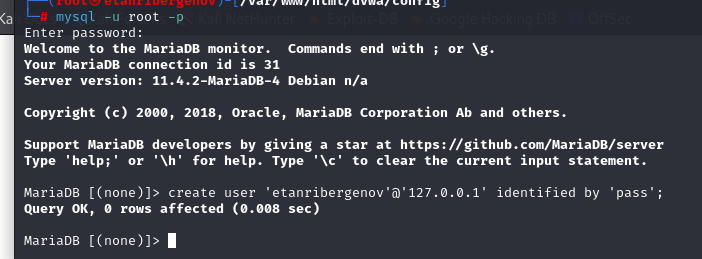 (root㉿etanribergenov)-[/var/www/html/dvwa/config]
Kali NetHunter Exploit-DB Google Hacking DB OffSec
# mysql -u root -p
Enter password:
Welcome to the MariaDB monitor.  Commands end with ; or \g.
Your MariaDB connection id is 31
Server version: 11.4.2-MariaDB-4 Debian n/a
Copyright (c) 2000, 2018, Oracle, MariaDB Corporation Ab and others.
Support MariaDB developers by giving a star at https://github.com/MariaDB/server
Type 'help;' or '\h' for help. Type '\c' to clear the current input statement.
MariaDB [(none)]> create user 'etanribergenov'@'127.0.0.1' identified by 'pass';
Query OK, 0 rows affected (0.008 sec)
MariaDB [(none)]>